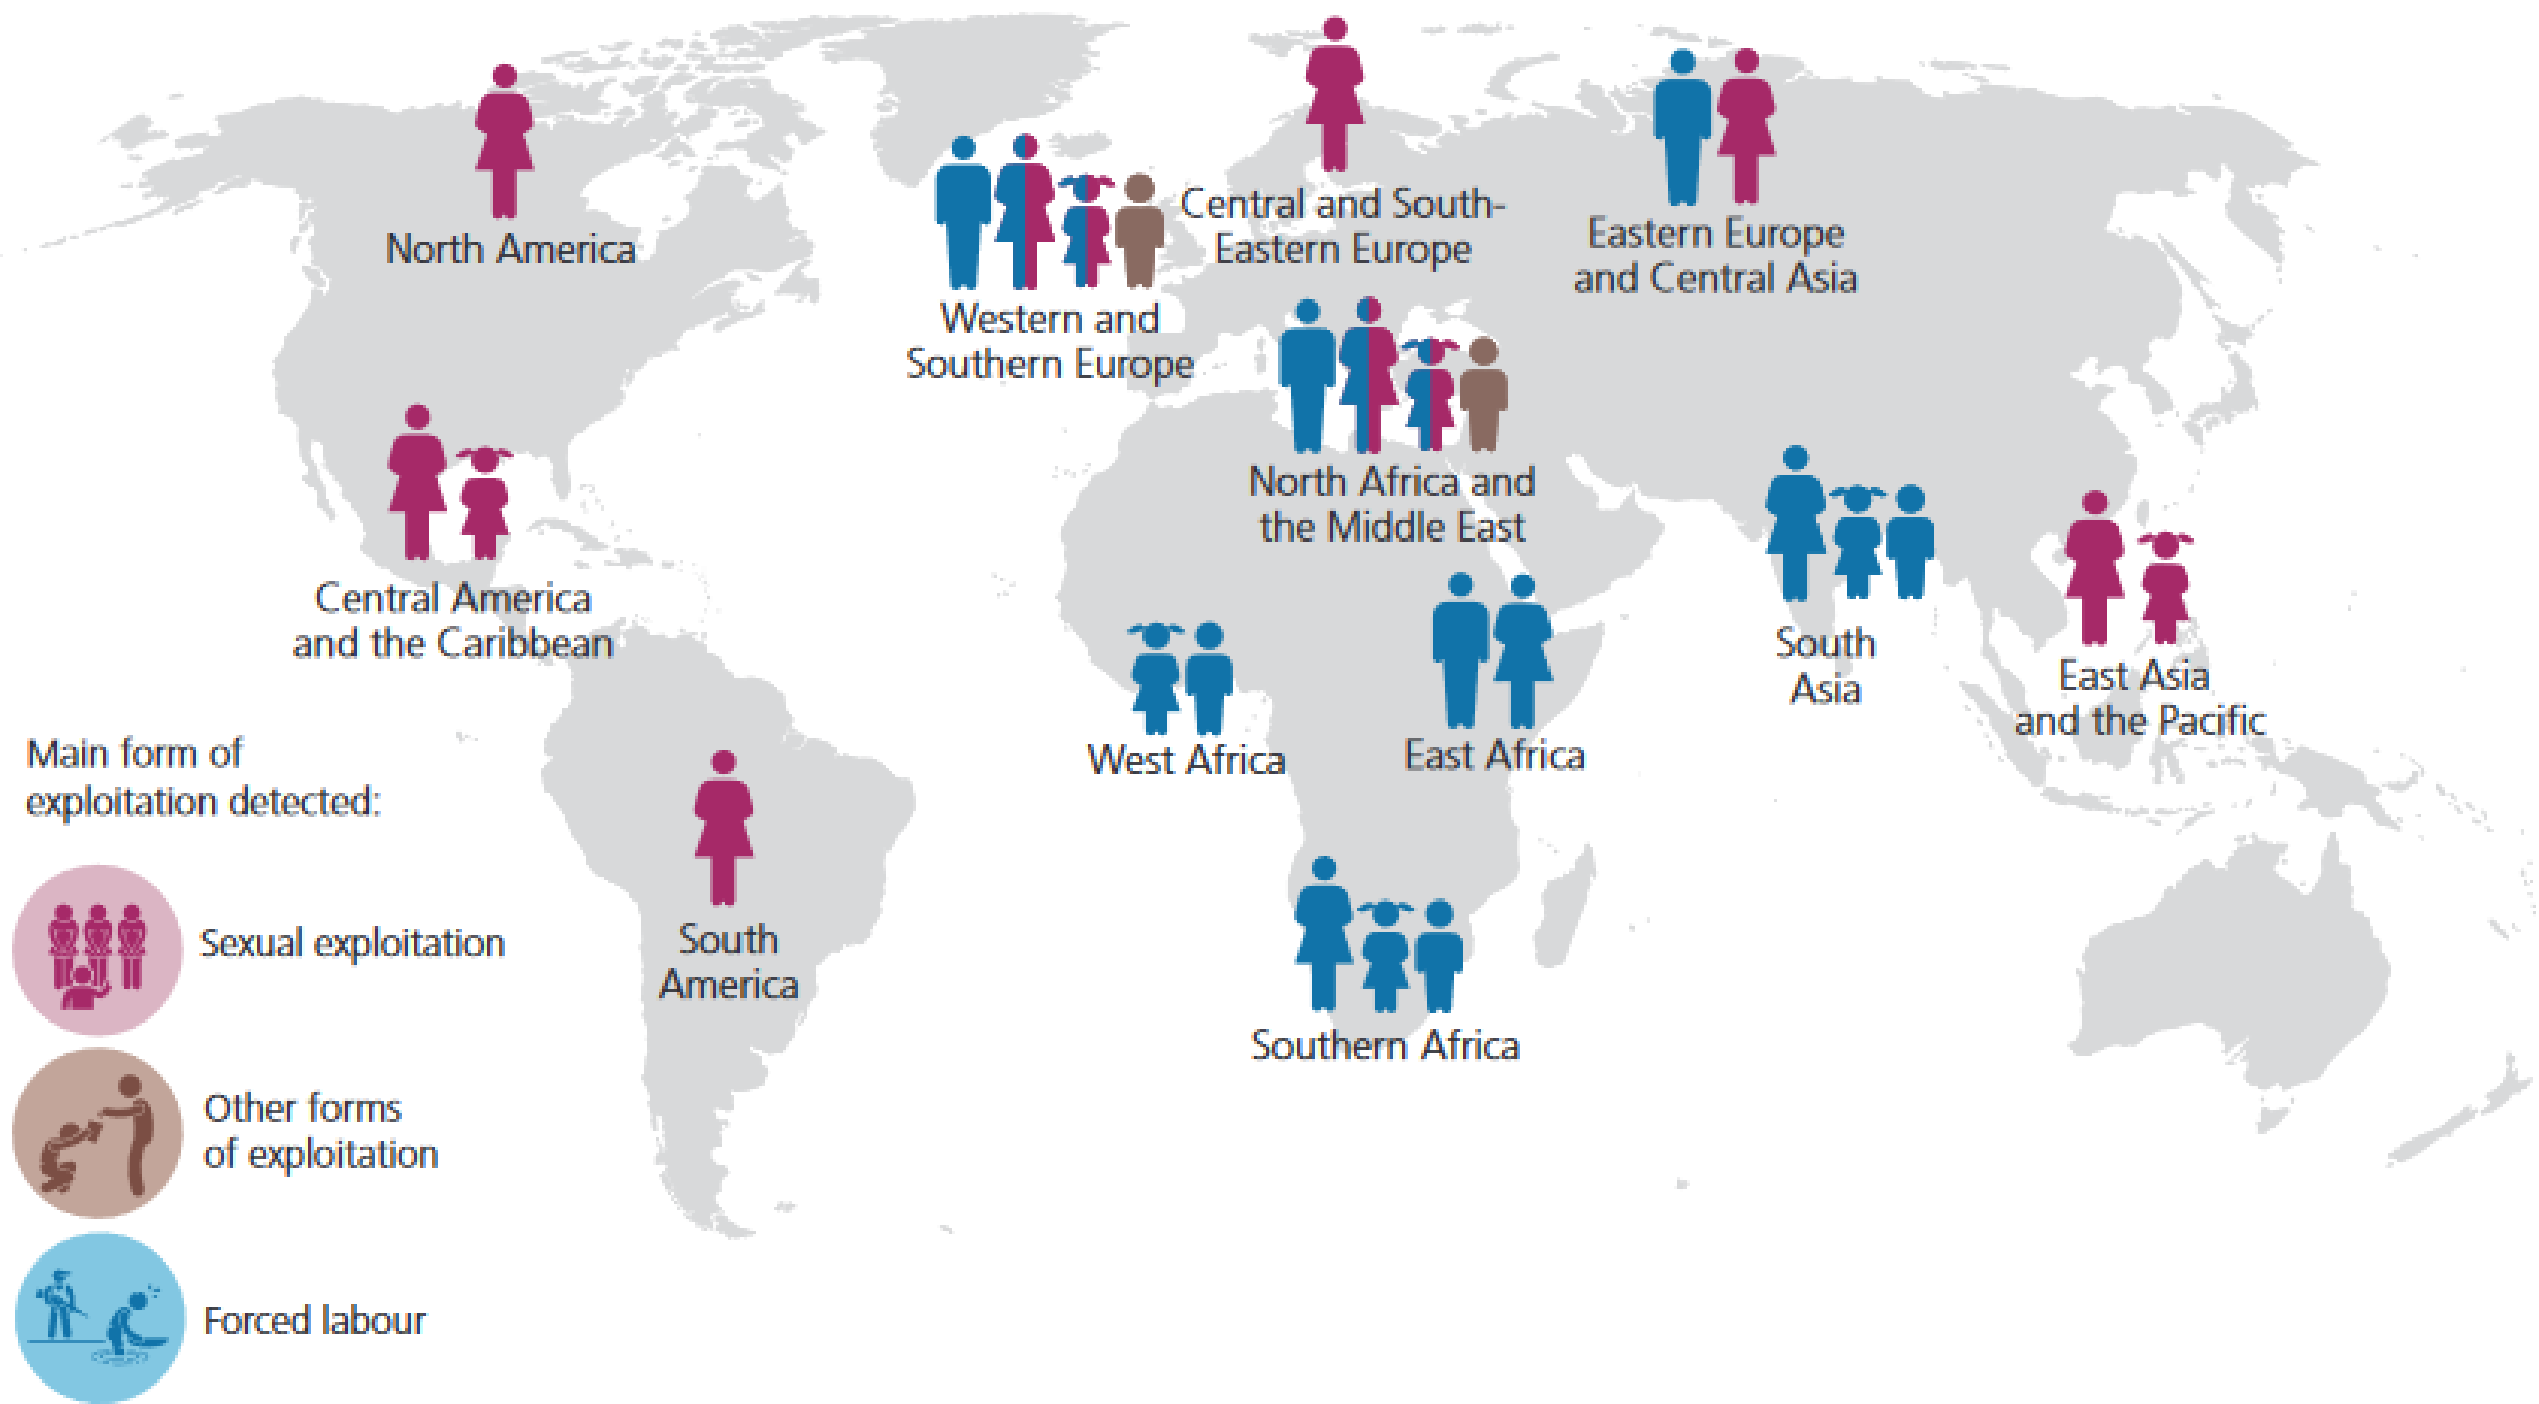 North America
Central and South-
Eastern Europe
Eastern Europe
and Central Asia
Western and
Southern Europe
North Africa and
the Middle East
Central America
and the Caribbean
South
Asia
East Asia
and the Pacific
West Africa
East Africa
South
America
Southern Africa
Main form of
exploitation detected:
Sexual exploitation
Other forms
of exploitation
Forced labour